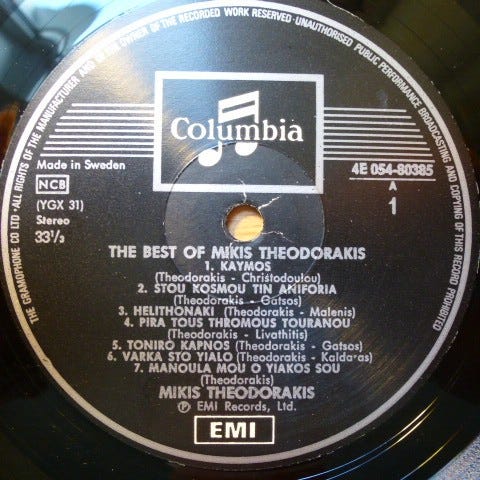 ALL RIGHTS OF THE MANUFACTURER AND OF THE OWNER OF THE RECORDED WORK RESERVED · UNAUTHORISED PUBLIC PERFORMANCE BROADCASTING AND COPYING OF THIS RECORD PROHIBITED
THE GRAMOPHONE CO LTD ·
Columbia
Made in Sweden
4E 054-80385
NCB
A
(YGX 31)
1
Stereo
33⅓
THE BEST OF MIKIS THEODORAKIS
1. KAYMOS
(Theodorakis - Christodoulou)
2. STOU KOSMOU TIN ANIFORIA
(Theodorakis - Gatsos)
3. HELITHONAKI (Theodorakis - Malenis)
4. PIRA TOUS THROMOUS TOURANOU
(Theodorakis - Livathitis)
5. TONIRO KAPNOS (Theodorakis - Gatsos)
6. VARKA STO YIALO (Theodorakis - Kaldaras)
7. MANOULA MOU O YIAKOS SOU
(Theodorakis)
MIKIS THEODORAKIS
℗ EMI Records, Ltd.
EMI